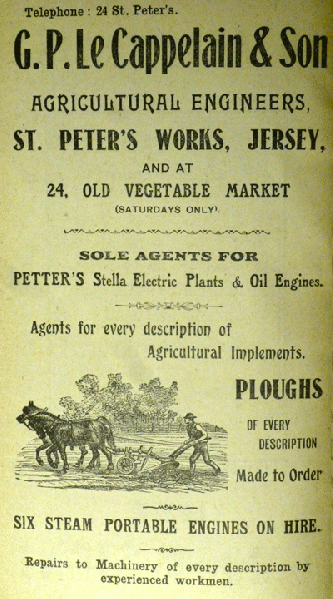 Telephone: 24 St. Peter's.
G. P. Le Cappelain & Son
AGRICULTURAL ENGINEERS,
ST. PETER'S WORKS, JERSEY,
AND AT
24, OLD VEGETABLE MARKET
(SATURDAYS ONLY).
SOLE AGENTS FOR
PETTER'S Stella Electric Plants & Oil Engines.
Agents for every description of
Agricultural Implements.
PLOUGHS
OF EVERY
DESCRIPTION
Made to Order
SIX STEAM PORTABLE ENGINES ON HIRE.
Repairs to Machinery of every description by
experienced workmen.